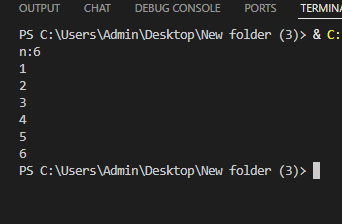 OUTPUT CHAT DEBUG CONSOLE PORTS TERMINA
PS C:\Users\Admin\Desktop\New folder (3)> & C:
n:6
1
2
3
4
5
6
PS C:\Users\Admin\Desktop\New folder (3)>